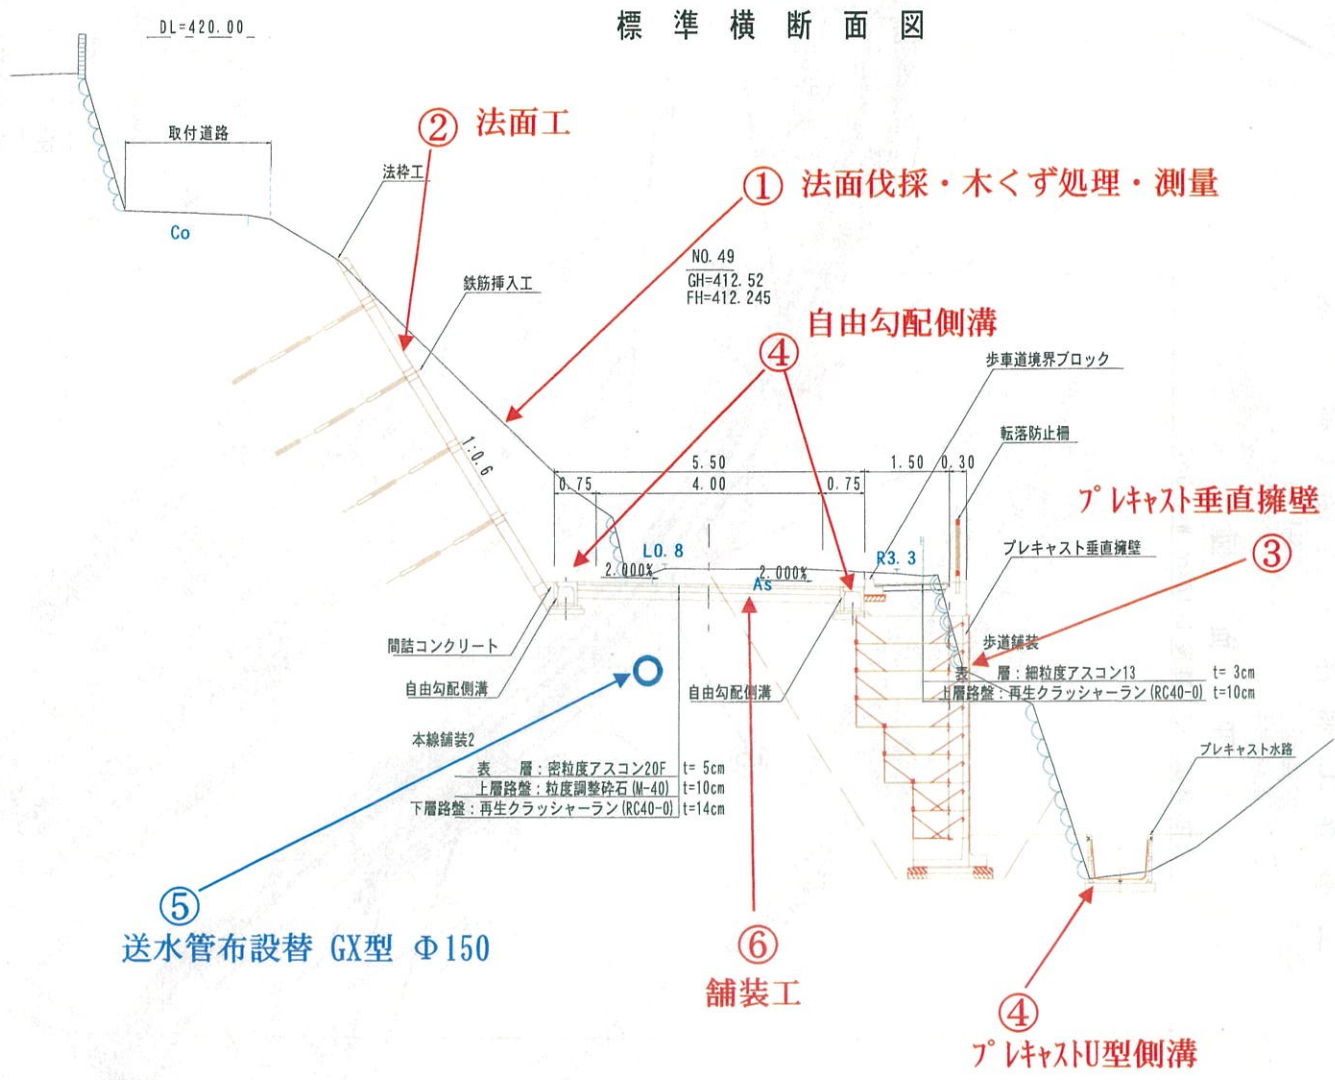 標準横断面図
DL=420.00
② 法面工
取付道路
法枠工
① 法面伐採・木くず処理・測量
Co
NO.49
GH=412.52
FH=412.245
鉄筋挿入工
自由勾配側溝
④
歩車道境界ブロック
転落防止柵
1:0.6
5.50
1.50
0.30
0.75
4.00
0.75
プレキャスト垂直擁壁
③
プレキャスト垂直擁壁
L0.8
R3.3
2.000%
2.000%
As
間詰コンクリート
自由勾配側溝
自由勾配側溝
歩道舗装
表 層：細粒度アスコン13 t= 3cm
上層路盤：再生クラッシャーラン(RC40-0) t=10cm
本線舗装2
表 層：密粒度アスコン20F t= 5cm
上層路盤：粒度調整砕石(M-40) t=10cm
下層路盤：再生クラッシャーラン(RC40-0) t=14cm
プレキャスト水路
⑤
送水管布設替 GX型 Φ150
⑥
舗装工
④
プレキャストU型側溝